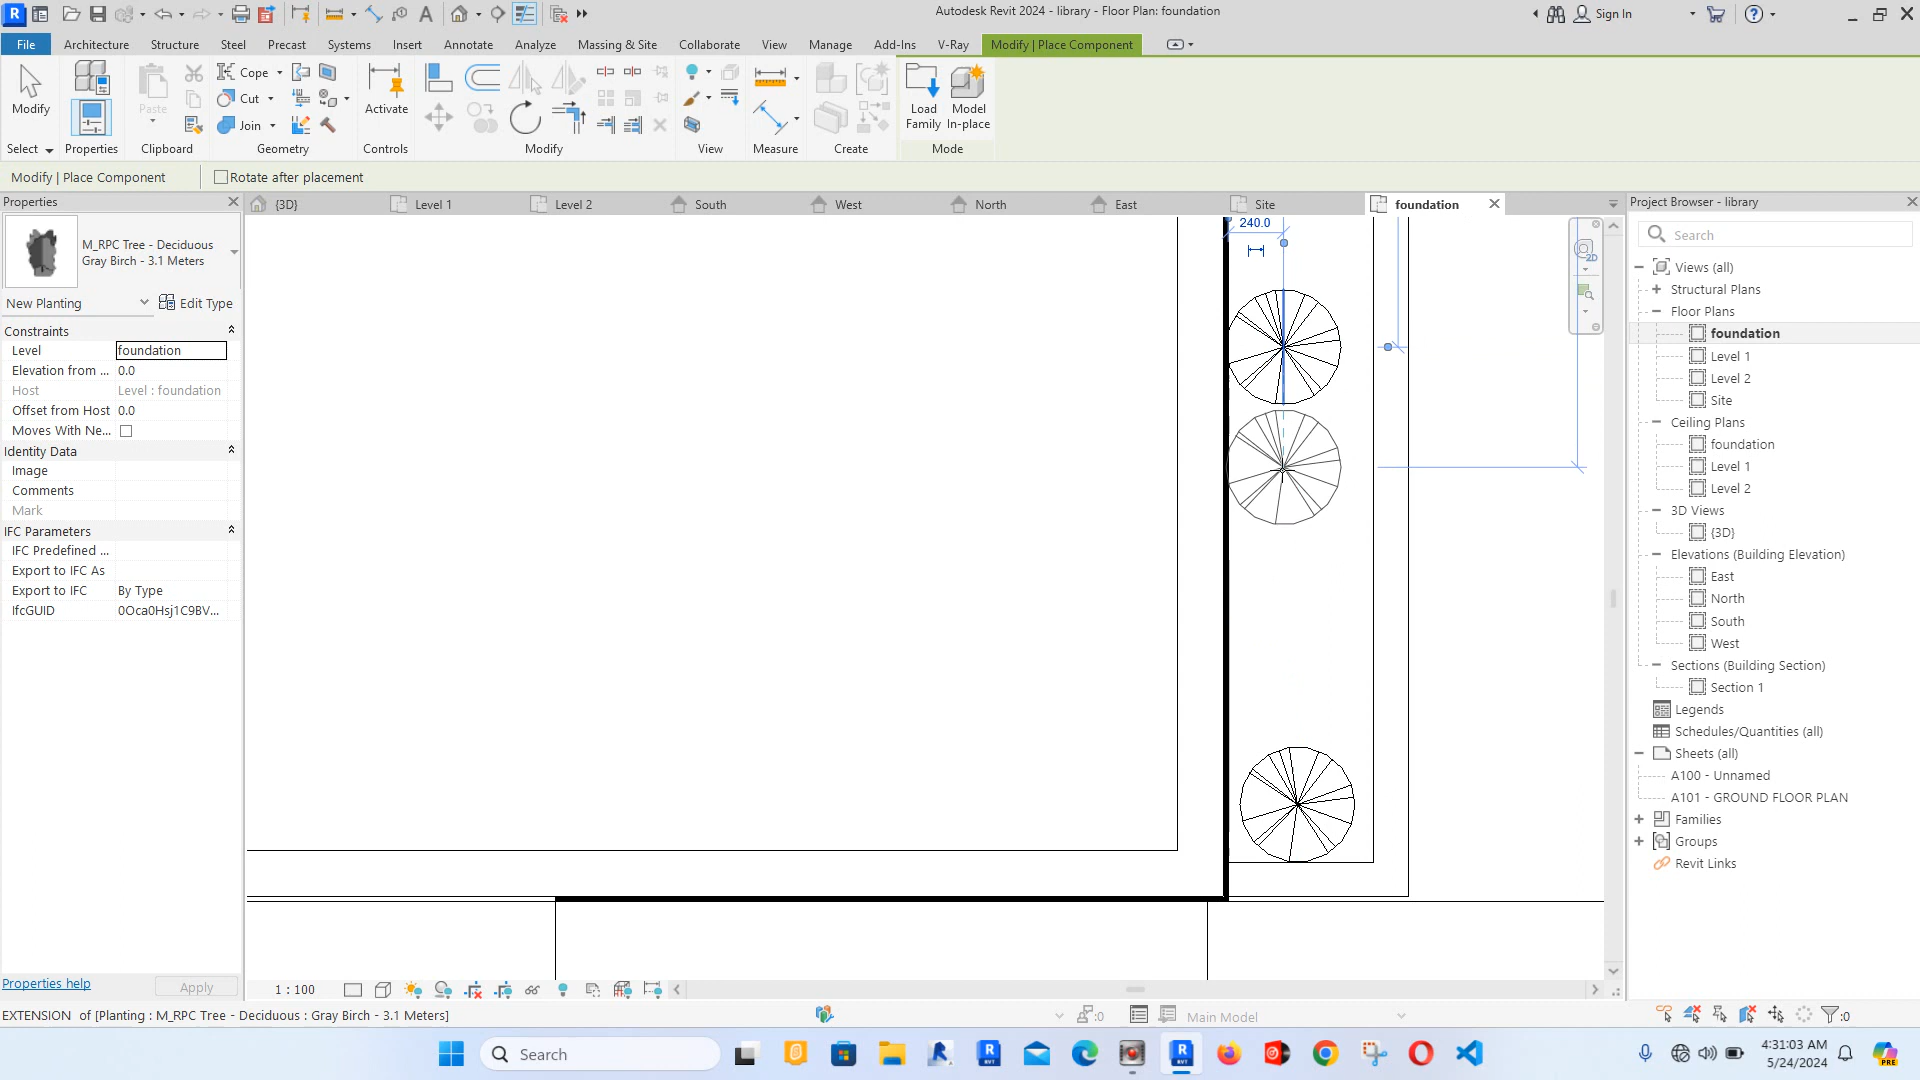 Autodesk Revit 2024 - library - Floor Plan: foundation
Sign In
File
Architecture
Structure
Steel
Precast
Systems
Insert
Annotate
Analyze
Massing & Site
Collaborate
View
Manage
Add-Ins
V-Ray
Modify | Place Component
Modify
Paste
Cope
Cut
Join
Activate
Load Family
Model In-place
Select
Properties
Clipboard
Geometry
Controls
Modify
View
Measure
Create
Mode
Modify | Place Component
Rotate after placement
Properties
{3D}
Level 1
Level 2
South
West
North
East
Site
foundation
Project Browser - library
M_RPC Tree - Deciduous
Gray Birch - 3.1 Meters
New Planting
Edit Type
Constraints
Level foundation
Elevation from ... 0.0
Host Level : foundation
Offset from Host 0.0
Moves With Ne...
Identity Data
Image
Comments
Mark
IFC Parameters
IFC Predefined ...
Export to IFC As
Export to IFC By Type
IfcGUID 0Oca0Hsj1C9BV...
Properties help
Apply
240.0
2D
Search
Views (all)
Structural Plans
Floor Plans
foundation
Level 1
Level 2
Site
Ceiling Plans
foundation
Level 1
Level 2
3D Views
{3D}
Elevations (Building Elevation)
East
North
South
West
Sections (Building Section)
Section 1
Legends
Schedules/Quantities (all)
Sheets (all)
A100 - Unnamed
A101 - GROUND FLOOR PLAN
Families
Groups
Revit Links
1 : 100
EXTENSION of [Planting : M_RPC Tree - Deciduous : Gray Birch - 3.1 Meters]
:0
Main Model
:0
Search
4:31:03 AM
5/24/2024